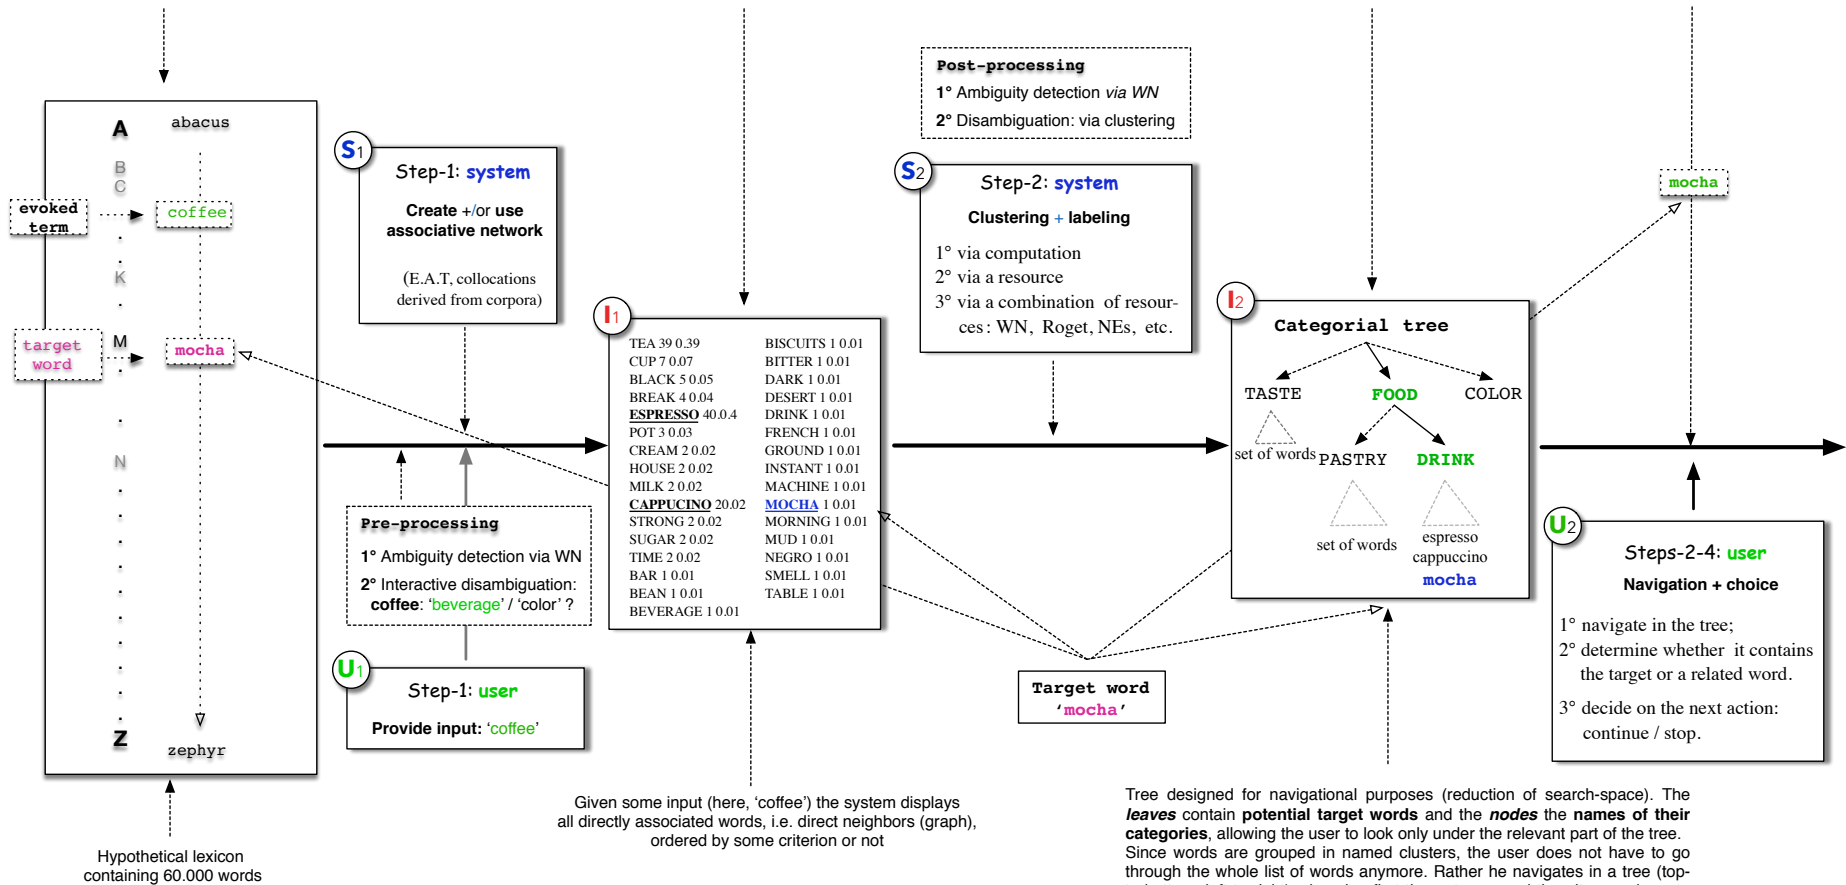 A
abacus
B
C
evoked
term
coffee
K
target
word
M
mocha
N
Z
zephyr
Hypothetical lexicon
containing 60.000 words
S1
Step-1: system
Create +/or use
associative network
(E.A.T, collocations
derived from corpora)
Pre-processing
1° Ambiguity detection via WN
2° Interactive disambiguation:
coffee: ‘beverage’ / ‘color’ ?
U1
Step-1: user
Provide input: ‘coffee’
I1
TEA 39 0.39
CUP 7 0.07
BLACK 5 0.05
BREAK 4 0.04
ESPRESSO 40.0.4
POT 3 0.03
CREAM 2 0.02
HOUSE 2 0.02
MILK 2 0.02
CAPPUCINO 20.02
STRONG 2 0.02
SUGAR 2 0.02
TIME 2 0.02
BAR 1 0.01
BEAN 1 0.01
BEVERAGE 1 0.01
BISCUITS 1 0.01
BITTER 1 0.01
DARK 1 0.01
DESERT 1 0.01
DRINK 1 0.01
FRENCH 1 0.01
GROUND 1 0.01
INSTANT 1 0.01
MACHINE 1 0.01
MOCHA 1 0.01
MORNING 1 0.01
MUD 1 0.01
NEGRO 1 0.01
SMELL 1 0.01
TABLE 1 0.01
Given some input (here, ‘coffee’) the system displays
all directly associated words, i.e. direct neighbors (graph),
ordered by some criterion or not
Post-processing
1° Ambiguity detection via WN
2° Disambiguation: via clustering
S2
Step-2: system
Clustering + labeling
1° via computation
2° via a resource
3° via a combination of resour-
ces: WN, Roget, NEs, etc.
Target word
‘mocha’
I2
Categorial tree
TASTE
FOOD
COLOR
set of words
PASTRY
DRINK
set of words
espresso
cappuccino
mocha
mocha
U2
Steps-2-4: user
Navigation + choice
1° navigate in the tree;
2° determine whether it contains
the target or a related word.
3° decide on the next action:
continue / stop.
Tree designed for navigational purposes (reduction of search-space). The
leaves contain potential target words and the nodes the names of their
categories, allowing the user to look only under the relevant part of the tree.
Since words are grouped in named clusters, the user does not have to go
through the whole list of words anymore. Rather he navigates in a tree (top-